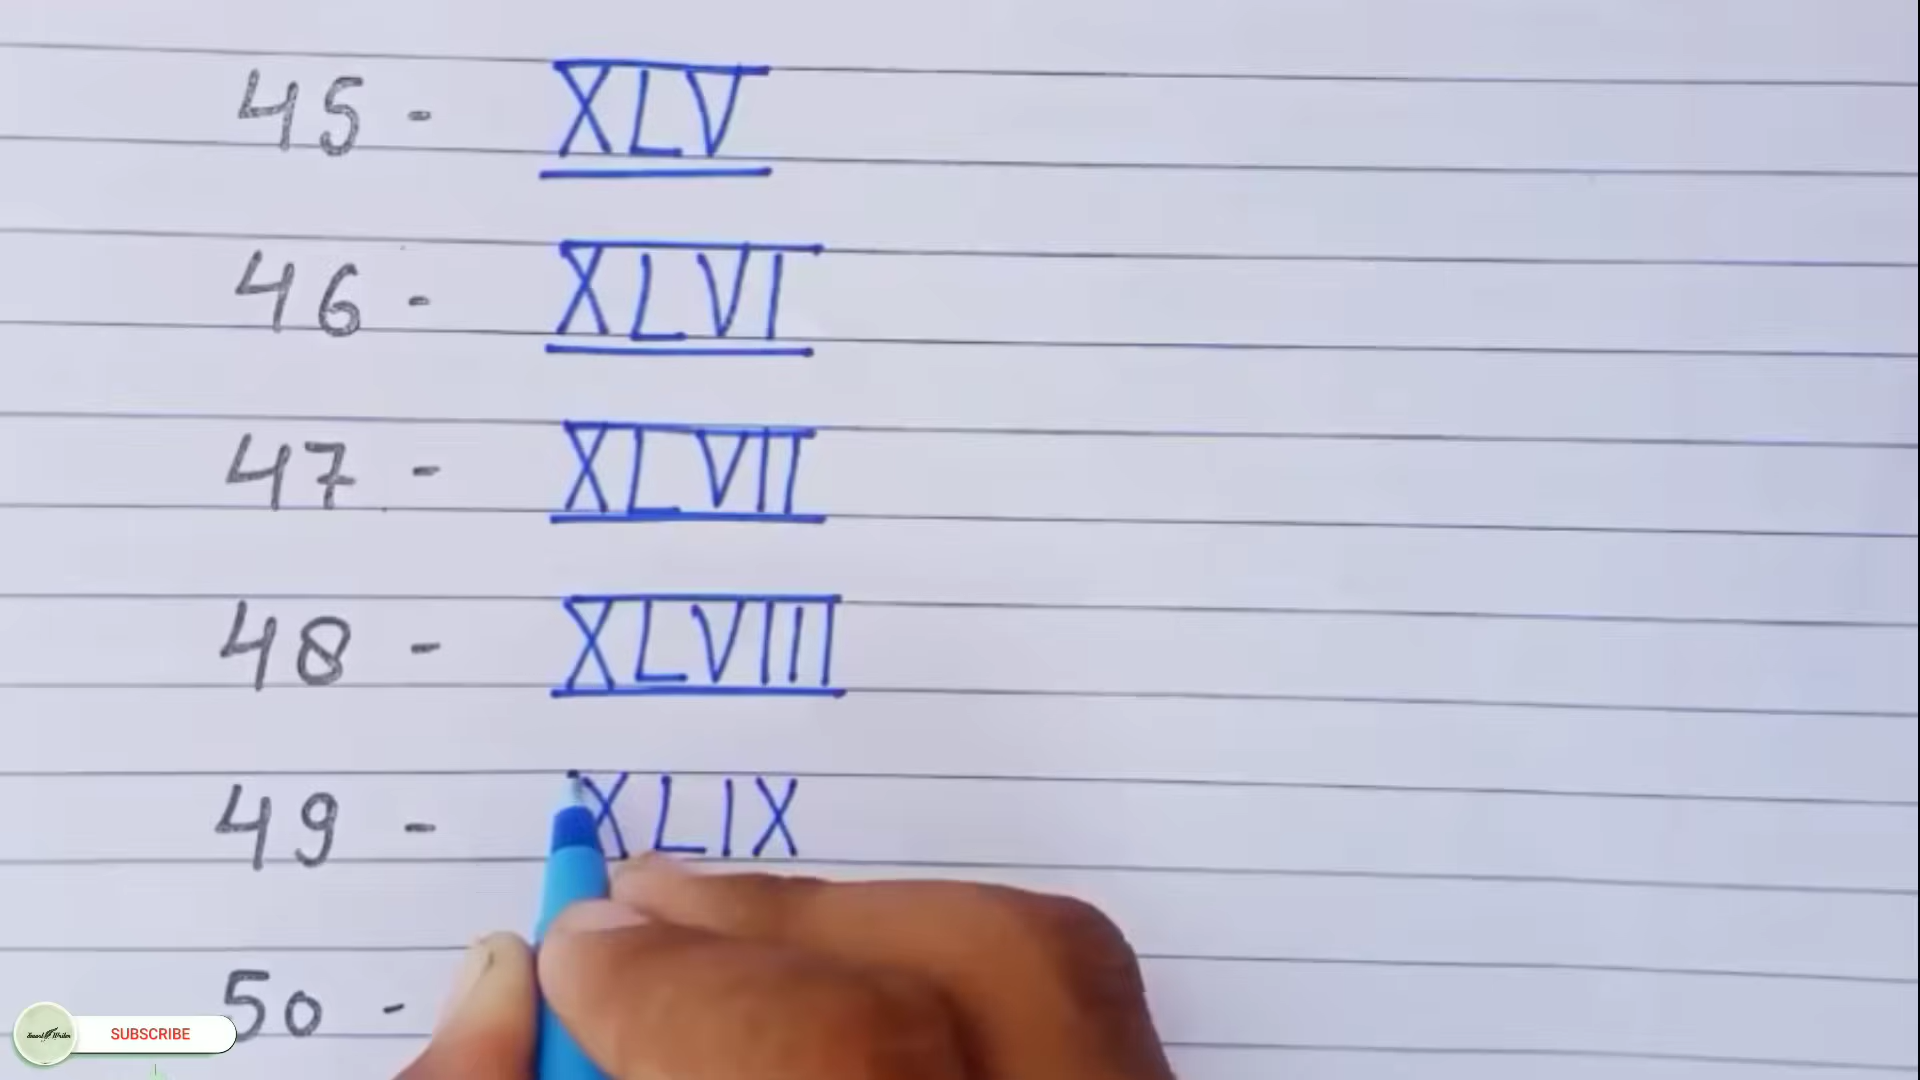 45 - XLV
46 - XLVI
47 - XLVII
48 - XLVIII
49 - XLIX
50 -
SUBSCRIBE